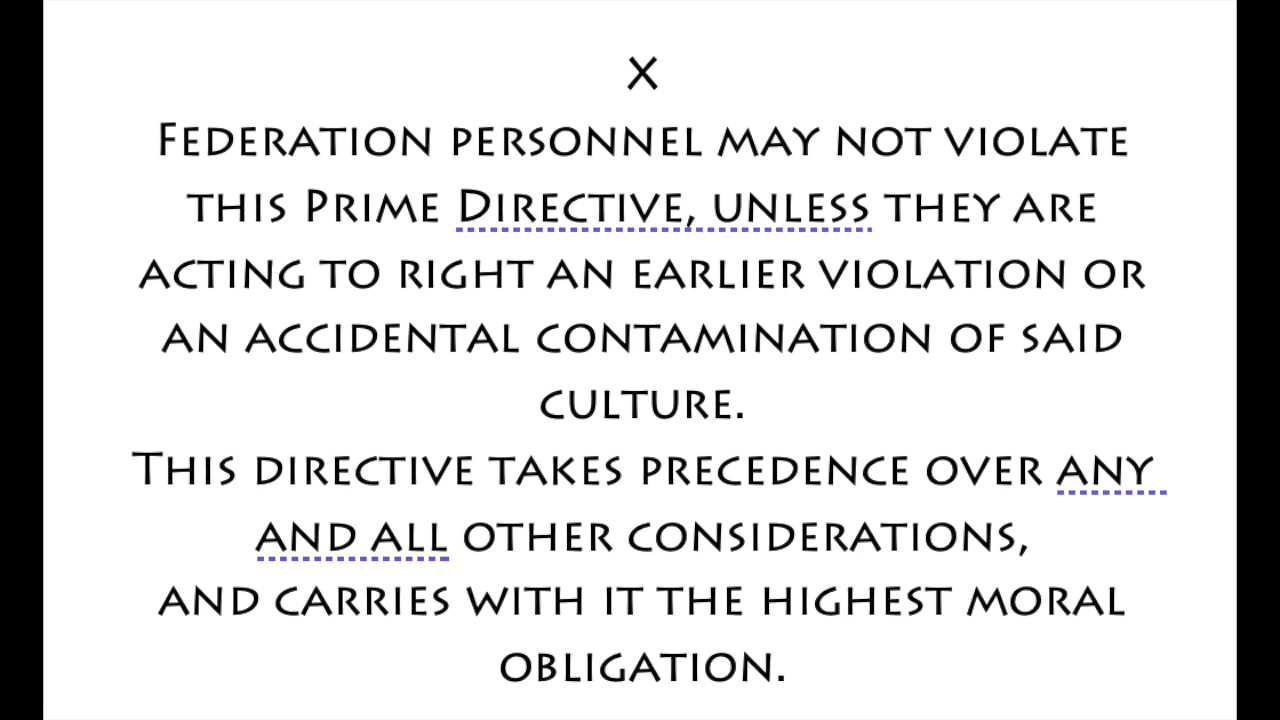 X
Federation personnel may not violate
this Prime Directive, unless they are
acting to right an earlier violation or
an accidental contamination of said
culture.
This directive takes precedence over any
and all other considerations,
and carries with it the highest moral
obligation.